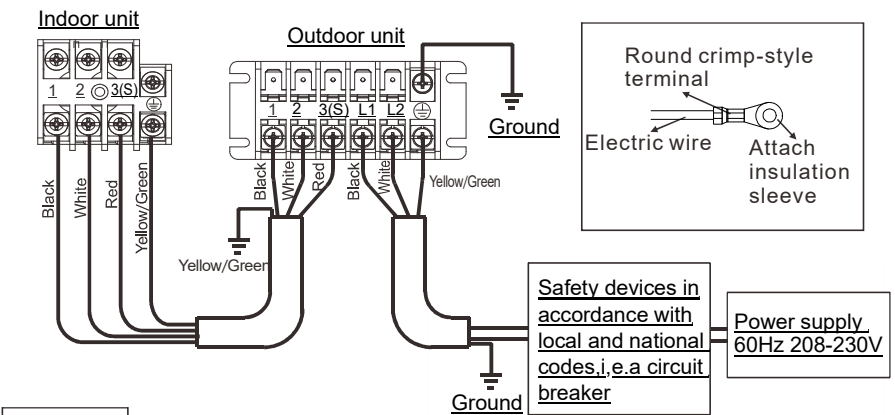 Indoor unit
1 2 3(S)
Black
White
Red
Yellow/Green
Outdoor unit
1 2 3(S) L1 L2
Ground
Black
White
Red
Black
White
Yellow/Green
Yellow/Green
Ground
Round crimp-style
terminal
Electric wire
Attach
insulation
sleeve
Safety devices in
accordance with
local and national
codes,i,e.a circuit
breaker
Power supply
60Hz 208-230V